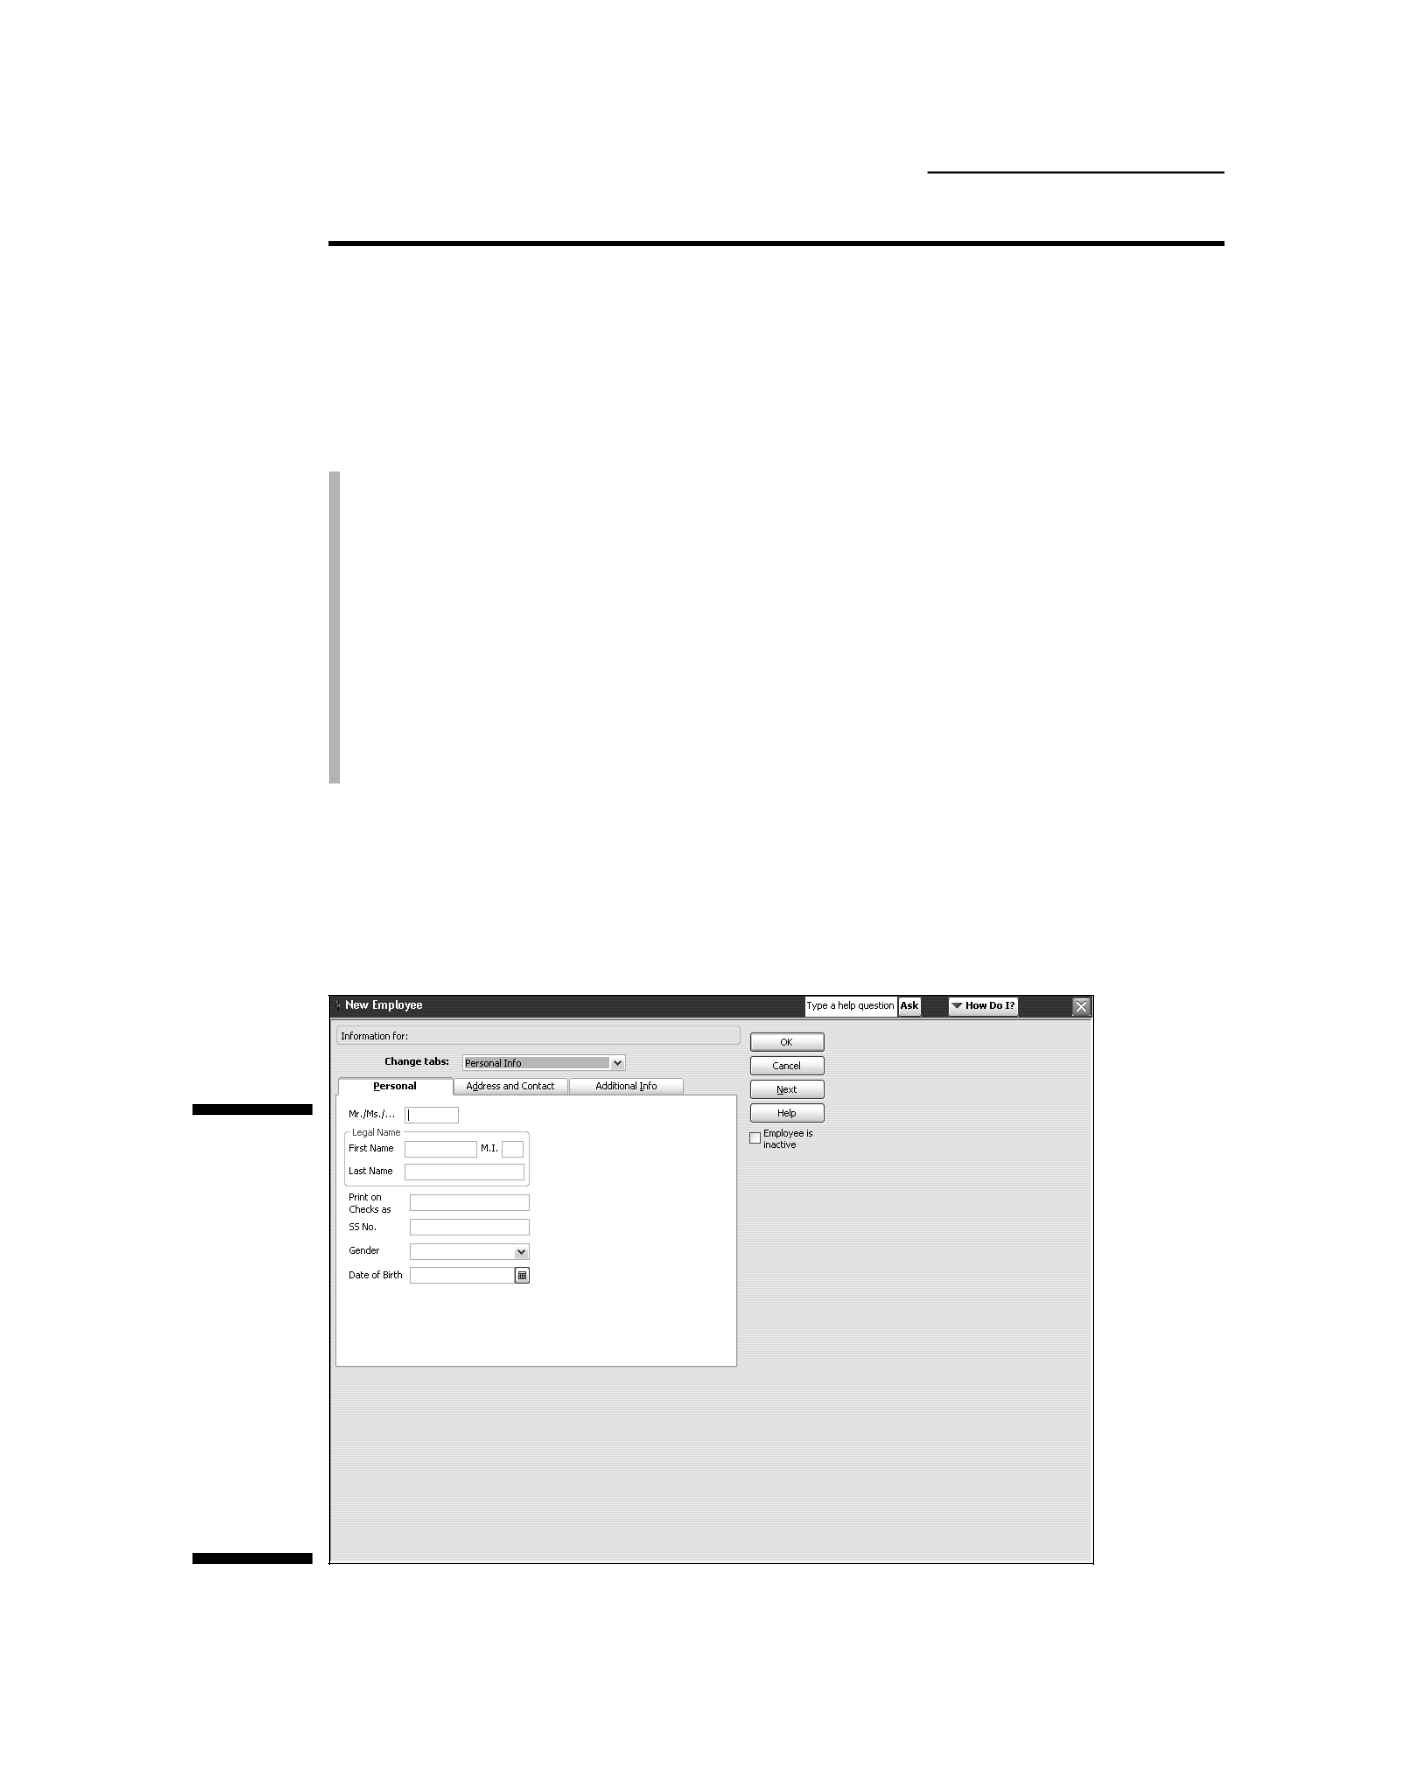 New Employee Type a help question Ask How Do I?
Information for: OK
Change tabs: Personal Info Cancel
Personal Address and Contact Additional Info Next
Mr./Ms./... Help
Legal Name Employee is
inactive
First Name M.I.
Last Name
Print on
Checks as
SS No.
Gender
Date of Birth